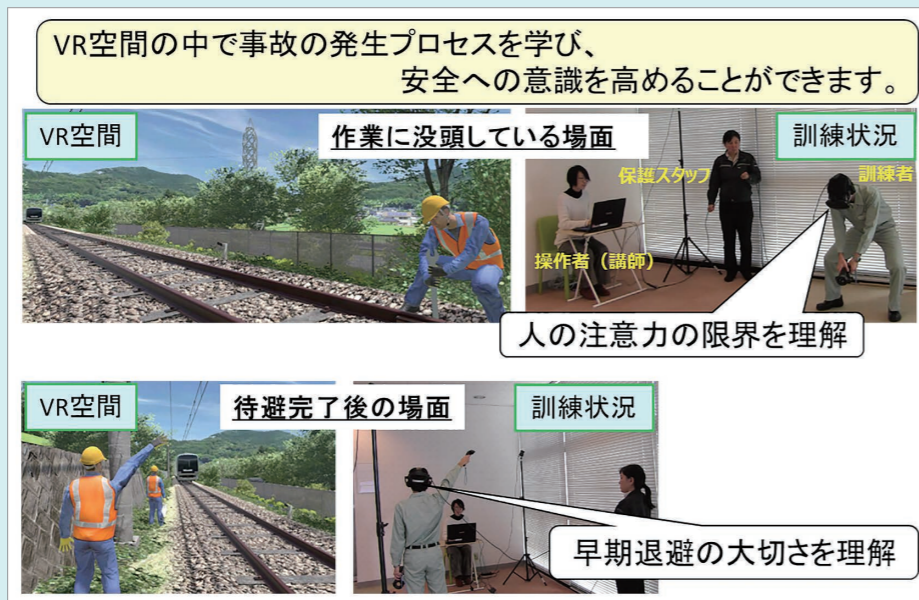 VR空間の中で事故の発生プロセスを学び、
安全への意識を高めることができます。
VR空間
作業に没頭している場面
訓練状況
保護スタッフ
訓練者
操作者（講師）
人の注意力の限界を理解
VR空間
待避完了後の場面
訓練状況
早期退避の大切さを理解